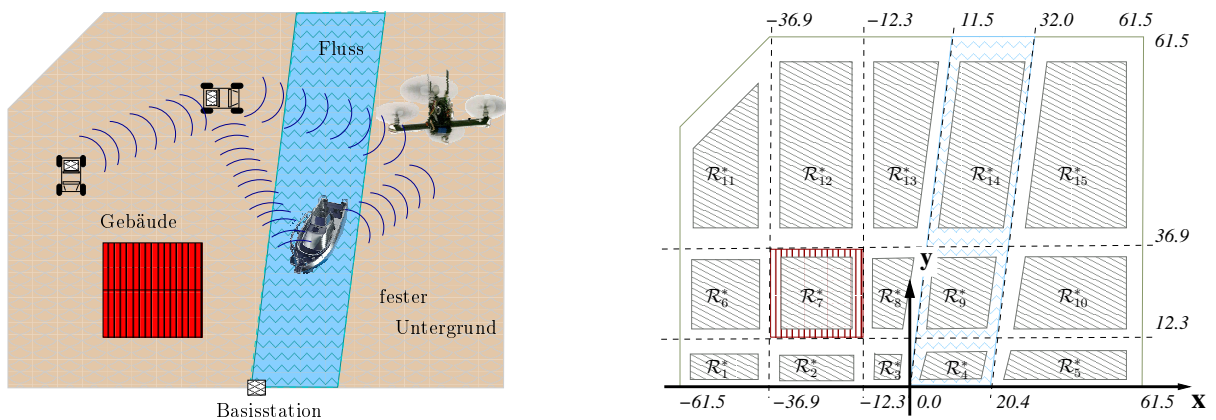 Fluss
Gebäude
fester
Untergrund
Basisstation
−36.9 −12.3 11.5 32.0 61.5
61.5
R*11 R*12 R*13 R*14 R*15
36.9
y
R*6 R*7 R*8 R*9 R*10
12.3
R*1 R*2 R*3 R*4 R*5
x
−61.5 −36.9 −12.3 0.0 20.4 61.5